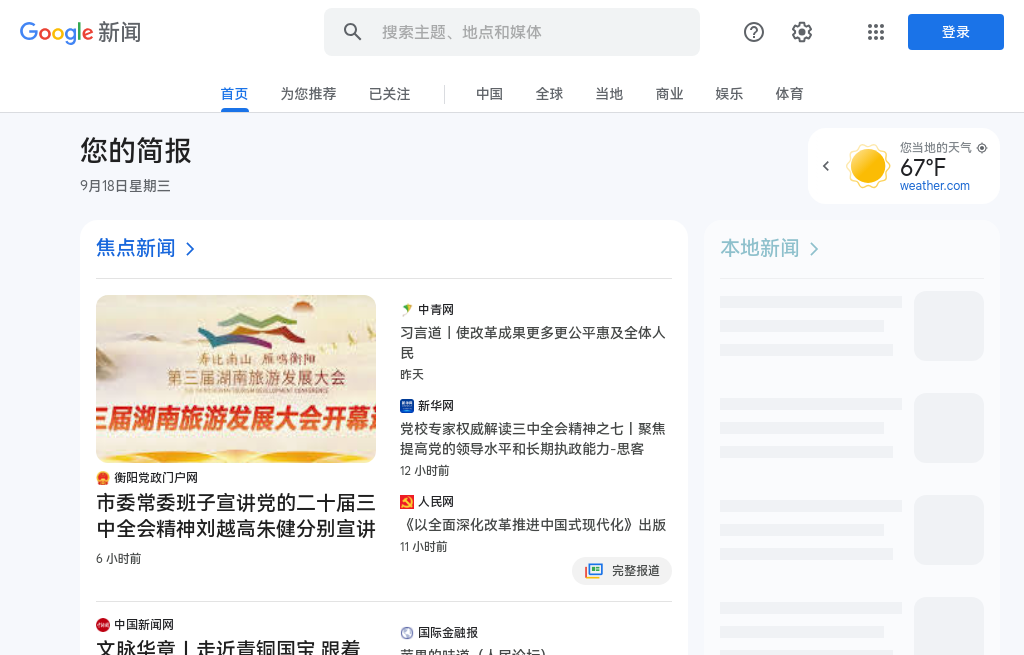 Google 新闻
搜索主题、地点和媒体
登录
首页
为您推荐
已关注
中国
全球
当地
商业
娱乐
体育
您的简报
9月18日星期三
您当地的天气
67°F
weather.com
焦点新闻
寿比南山 雁鸣衡阳
第三届湖南旅游发展大会
三届湖南旅游发展大会开幕
衡阳党政门户网
市委常委班子宣讲党的二十届三
中全会精神刘越高朱健分别宣讲
6 小时前
中青网
习言道丨使改革成果更多更公平惠及全体人
民
昨天
新华网
党校专家权威解读三中全会精神之七丨聚焦
提高党的领导水平和长期执政能力-思客
12 小时前
人民网
《以全面深化改革推进中国式现代化》出版
11 小时前
完整报道
中国新闻网
文脉华章丨走近青铜国宝 跟着
国际金融报
苹果的味道（人民论坛）
本地新闻